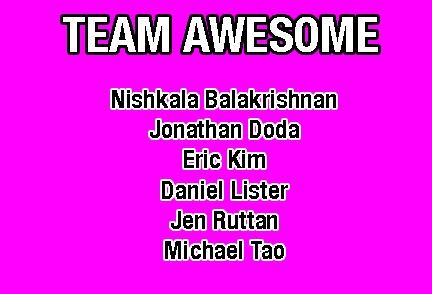 TEAM AWESOME
Nishkala Balakrishnan
Jonathan Doda
Eric Kim
Daniel Lister
Jen Ruttan
Michael Tao